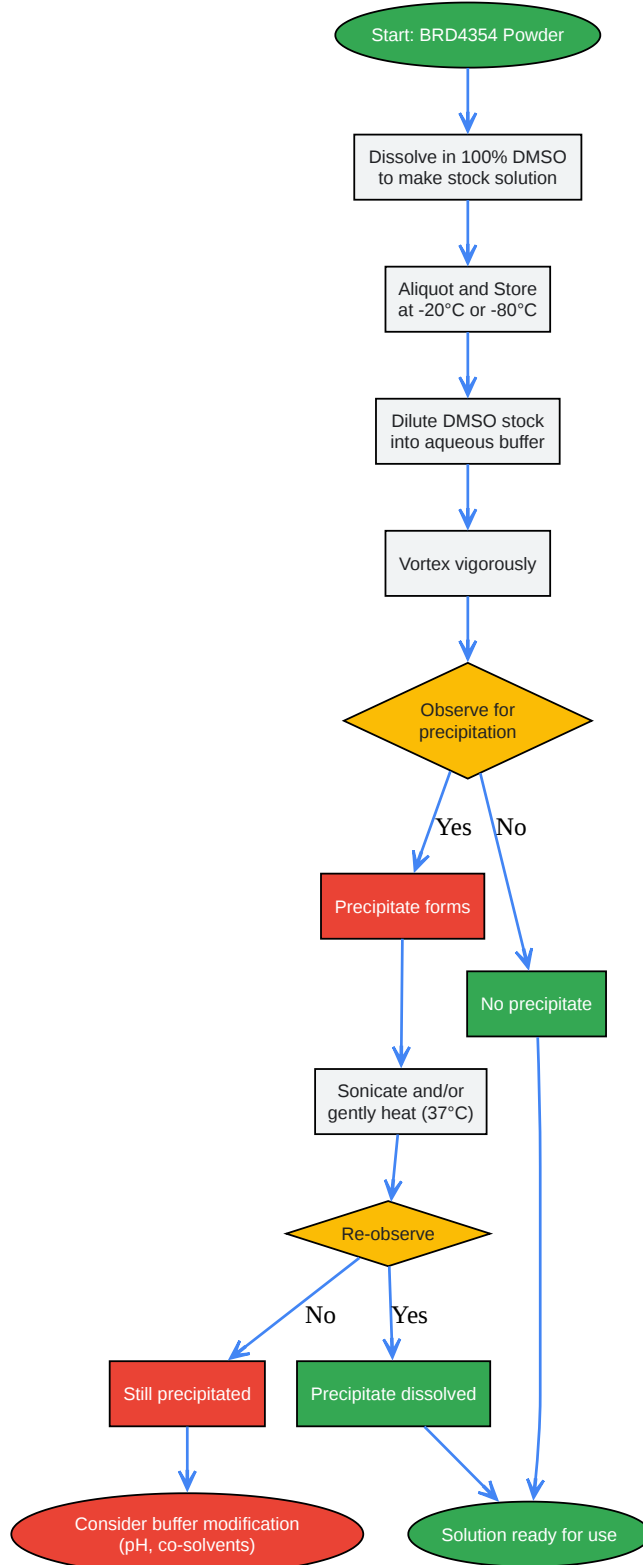 Start: BRD4354 Powder
Dissolve in 100% DMSO
to make stock solution
Aliquot and Store
at -20°C or -80°C
Dilute DMSO stock
into aqueous buffer
Vortex vigorously
Observe for
precipitation
Yes
No
Precipitate forms
No precipitate
Sonicate and/or
gently heat (37°C)
Re-observe
No
Yes
Still precipitated
Precipitate dissolved
Consider buffer modification
(pH, co-solvents)
Solution ready for use